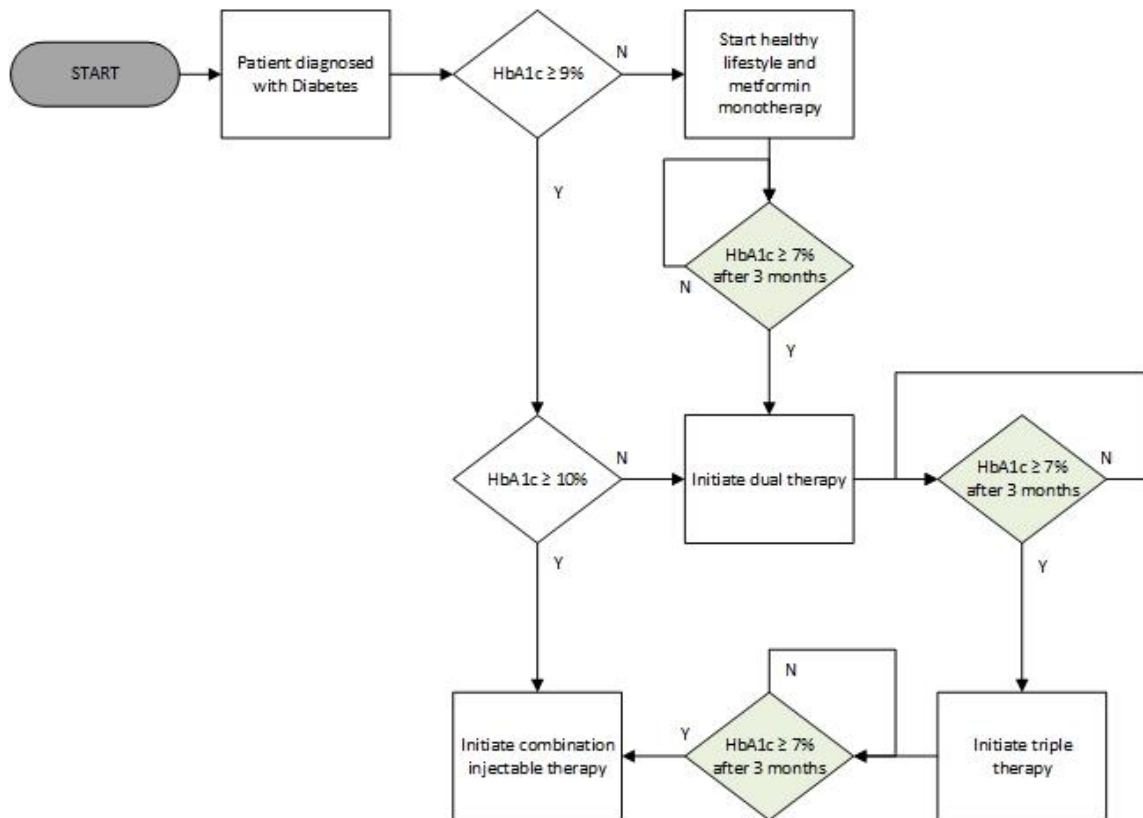 START
Patient diagnosed
with Diabetes
HbA1c ≥ 9%
N
Start healthy
lifestyle and
metformin
monotherapy
Y
HbA1c ≥ 7%
after 3 months
N
Y
HbA1c ≥ 10%
N
Initiate dual therapy
HbA1c ≥ 7%
after 3 months
N
Y
Y
Initiate combination
injectable therapy
Y
HbA1c ≥ 7%
after 3 months
N
Initiate triple
therapy